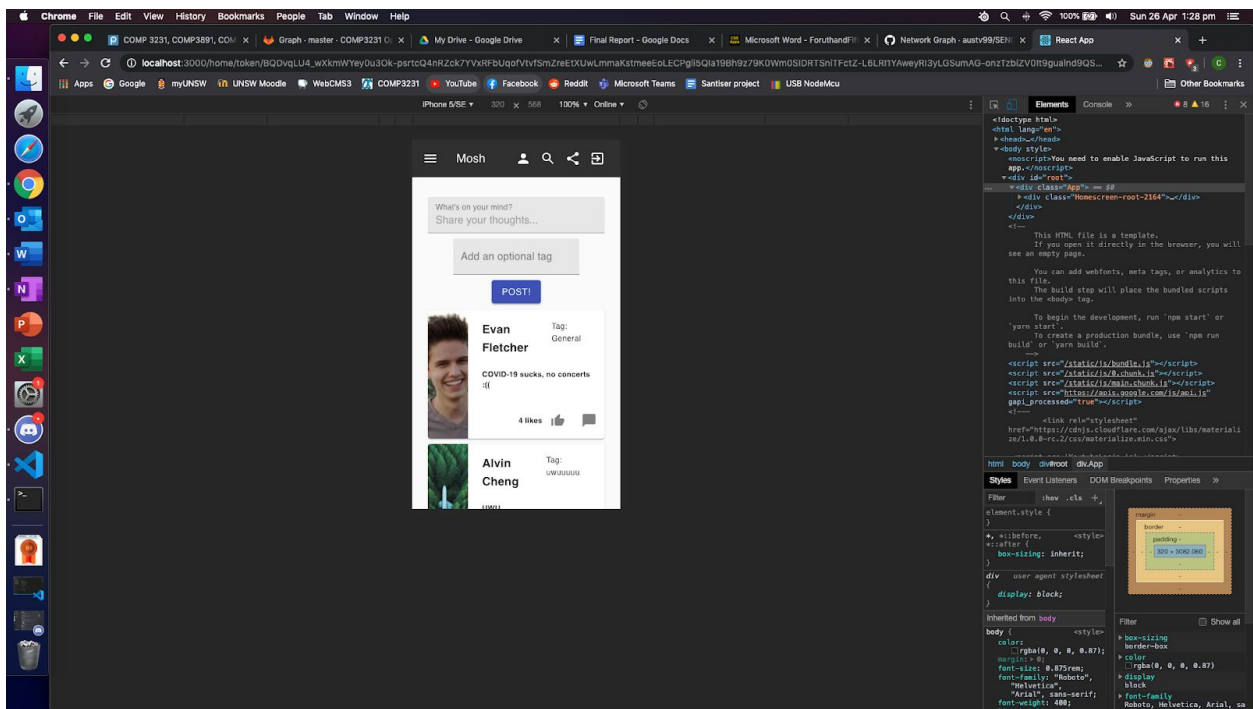 Chrome File Edit View History Bookmarks People Tab Window Help
100% Sun 26 Apr 1:28 pm
COMP 3231, COMP3891, COM
Graph · master · COMP3231 O
My Drive - Google Drive
Final Report - Google Docs
Microsoft Word - ForuthandFif
Network Graph · austv99/SEN
React App
Apps Google myUNSW UNSW Moodle WebCMS3 COMP3231 YouTube Facebook Reddit Microsoft Teams Santiser project USB NodeMcu Other Bookmarks
iPhone 5/SE ▾ 320 x 568 100% ▾ Online ▾
Mosh
What's on your mind?
Share your thoughts...
Add an optional tag
POST!
Evan Tag:
Fletcher General
COVID-19 sucks, no concerts
:((
4 likes
Alvin Tag:
Cheng uwuuuuu
UWU
Elements Console » 8 16
<!doctype html>
<html lang="en">
▶<head>…</head>
▼<body style>
<noscript>You need to enable JavaScript to run this
app.</noscript>
▼<div id="root">
… ▼<div class="App"> == $0
▶<div class="Homescreen-root-2164">…</div>
</div>
</div>
<!--
This HTML file is a template.
If you open it directly in the browser, you will
see an empty page.
You can add webfonts, meta tags, or analytics to
this file.
The build step will place the bundled scripts
into the <body> tag.
To begin the development, run `npm start` or
`yarn start`.
To create a production bundle, use `npm run
build` or `yarn build`.
-->
<script src="/static/js/bundle.js"></script>
<script src="/static/js/0.chunk.js"></script>
<script src="/static/js/main.chunk.js"></script>
<script src="https://apis.google.com/js/api.js"
gapi_processed="true"></script>
<link rel="stylesheet"
href="https://cdnjs.cloudflare.com/ajax/libs/materiali
ze/1.0.0-rc.2/css/materialize.min.css">
html body div#root div.App
Styles Event Listeners DOM Breakpoints Properties »
Filter :hov .cls +
element.style {
}
*, *::before, <style>
*::after {
box-sizing: inherit;
}
div user agent stylesheet
{
display: block;
}
Inherited from body
body { <style>
color:
rgba(0, 0, 0, 0.87);
margin: ▶ 0;
font-size: 0.875rem;
font-family: "Roboto",
"Helvetica",
"Arial", sans-serif;
font-weight: 400;
margin -
border -
padding -
320 × 3082.060
Filter Show all
▶ box-sizing
border-box
▶ color
rgba(0, 0, 0, 0.87)
▶ display
block
▶ font-family
Roboto, Helvetica, Arial, sa